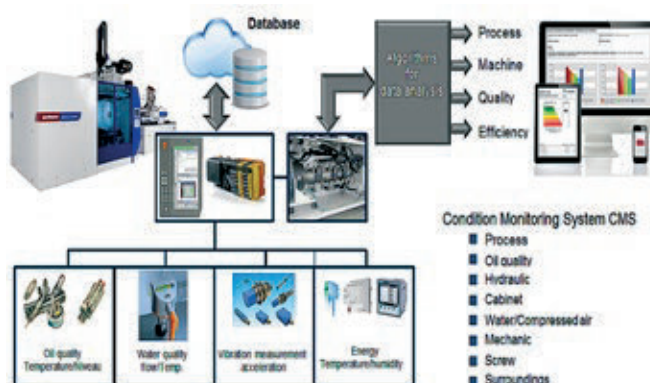 Database
Algorithms
for
data analysis
Process
Machine
Quality
Efficiency
Condition Monitoring System CMS
Process
Oil quality
Hydraulic
Cabinet
Water/Compressed air
Mechanic
Screw
Surroundings
Oil quality
Temperature/Niveau
Water quality
flow/Temp.
Vibration measurement
acceleration
Energy
Temperature/humidity